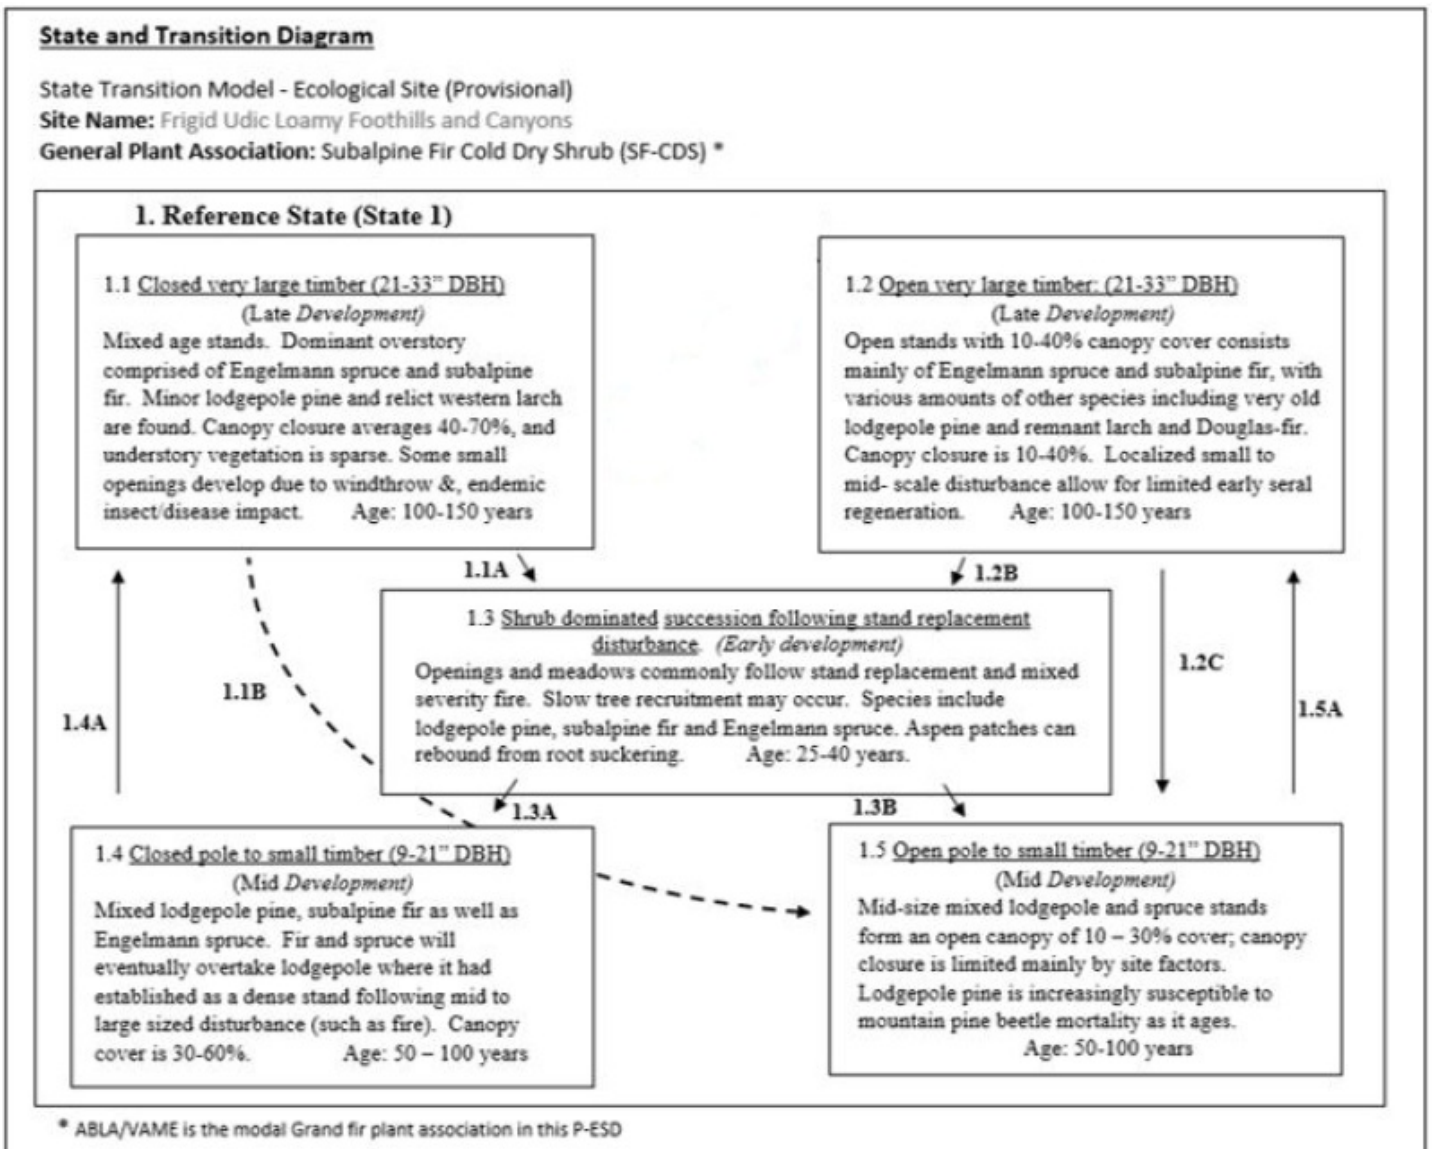 State and Transition Diagram
State Transition Model - Ecological Site (Provisional)
Site Name: Frigid Udic Loamy Foothills and Canyons
General Plant Association: Subalpine Fir Cold Dry Shrub (SF-CDS) *
1. Reference State (State 1)
1.1 Closed very large timber (21-33” DBH)
(Late Development)
Mixed age stands. Dominant overstory
comprised of Engelmann spruce and subalpine
fir. Minor lodgepole pine and relict western larch
are found. Canopy closure averages 40-70%, and
understory vegetation is sparse. Some small
openings develop due to windthrow &, endemic
insect/disease impact. Age: 100-150 years
1.2 Open very large timber: (21-33” DBH)
(Late Development)
Open stands with 10-40% canopy cover consists
mainly of Engelmann spruce and subalpine fir, with
various amounts of other species including very old
lodgepole pine and remnant larch and Douglas-fir.
Canopy closure is 10-40%. Localized small to
mid- scale disturbance allow for limited early seral
regeneration. Age: 100-150 years
1.1A
1.2B
1.3 Shrub dominated succession following stand replacement
disturbance. (Early development)
Openings and meadows commonly follow stand replacement and mixed
severity fire. Slow tree recruitment may occur. Species include
lodgepole pine, subalpine fir and Engelmann spruce. Aspen patches can
rebound from root suckering. Age: 25-40 years.
1.4A
1.1B
1.2C
1.5A
1.3A
1.3B
1.4 Closed pole to small timber (9-21” DBH)
(Mid Development)
Mixed lodgepole pine, subalpine fir as well as
Engelmann spruce. Fir and spruce will
eventually overtake lodgepole where it had
established as a dense stand following mid to
large sized disturbance (such as fire). Canopy
cover is 30-60%. Age: 50 – 100 years
1.5 Open pole to small timber (9-21” DBH)
(Mid Development)
Mid-size mixed lodgepole and spruce stands
form an open canopy of 10 – 30% cover; canopy
closure is limited mainly by site factors.
Lodgepole pine is increasingly susceptible to
mountain pine beetle mortality as it ages.
Age: 50-100 years
* ABLA/VAME is the modal Grand fir plant association in this P-ESD